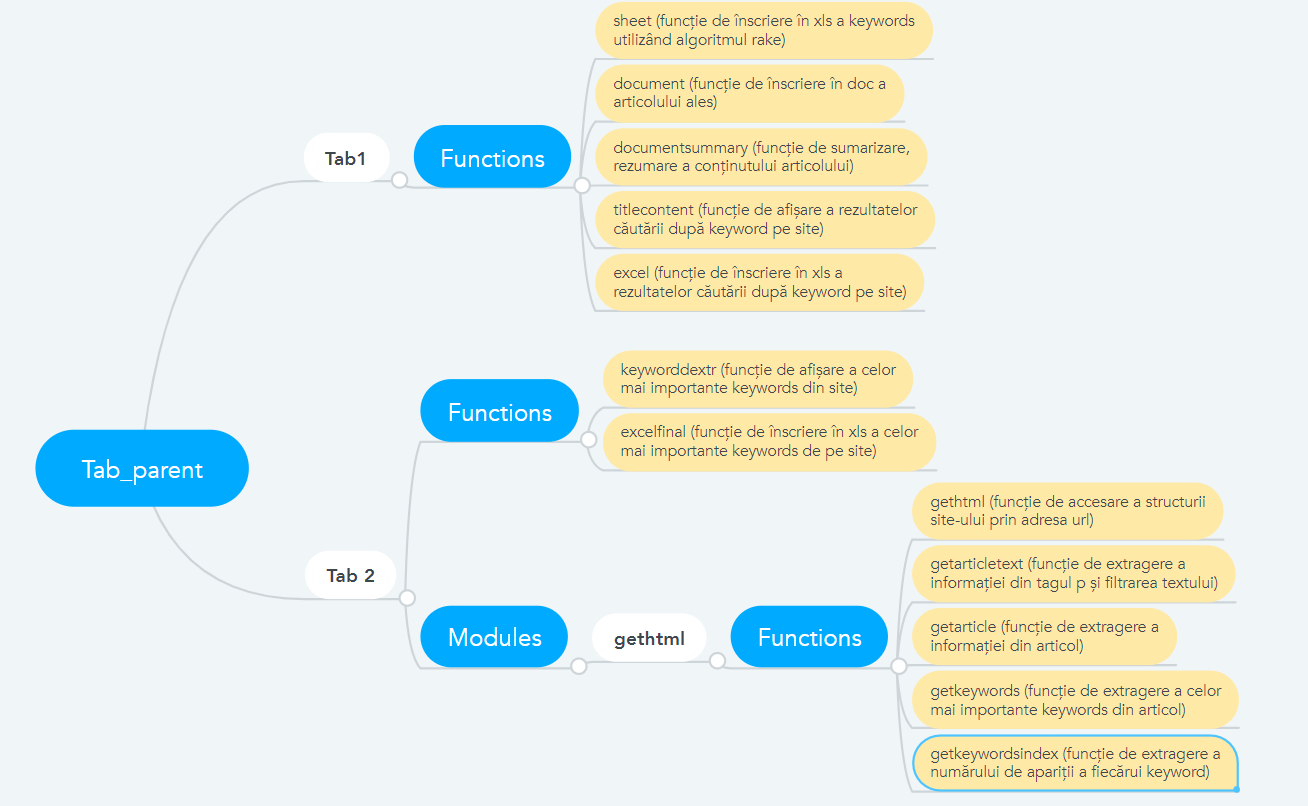 sheet (funcție de înscriere în xls a keywords
utilizând algoritmul rake)
document (funcție de înscriere în doc a
articolului ales)
Tab1
Functions
documentsummary (funcție de sumarizare,
rezumare a conținutului articolului)
titlecontent (funcție de afișare a rezultatelor
căutării după keyword pe site)
excel (funcție de înscriere în xls a
rezultatelor căutării după keyword pe site)
Functions
keyworddextr (funcție de afișare a celor
mai importante keywords din site)
excelfinal (funcție de înscriere în xls a celor
mai importante keywords de pe site)
Tab_parent
Tab 2
Modules
gethtml
Functions
gethtml (funcție de accesare a structurii
site-ului prin adresa url)
getarticletext (funcție de extragere a
informației din tagul p și filtrarea textului)
getarticle (funcție de extragere a
informației din articol)
getkeywords (funcție de extragere a celor
mai importante keywords din articol)
getkeywordsindex (funcție de extragere a
numărului de apariții a fiecărui keyword)